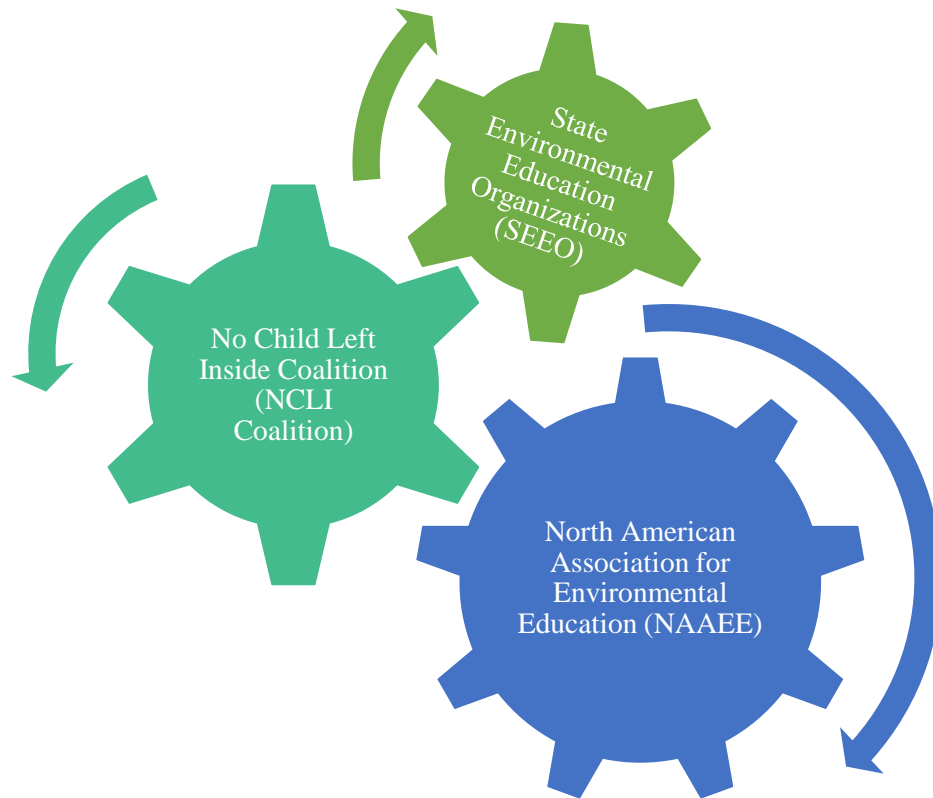 State
Environmental
Education
Organizations
(SEEO)
No Child Left
Inside Coalition
(NCLI
Coalition)
North American
Association for
Environmental
Education (NAAEE)